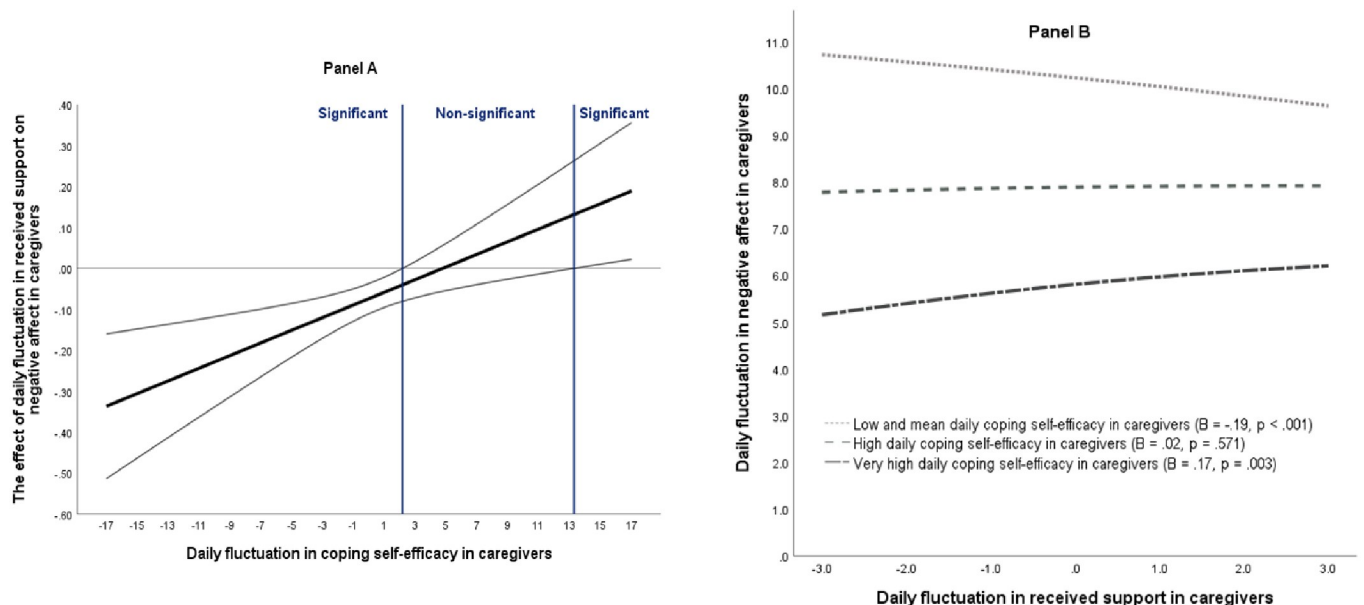 Panel A
Significant Non-significant Significant
The effect of daily fluctuation in received support on
negative affect in caregivers
.40
.30
.20
.10
.00
-.10
-.20
-.30
-.40
-.50
-.60
-17 -15 -13 -11 -9 -7 -5 -3 -1 1 3 5 7 9 11 13 15 17
Daily fluctuation in coping self-efficacy in caregivers
Panel B
Daily fluctuation in negative affect in caregivers
11.0
10.0
9.0
8.0
7.0
6.0
5.0
4.0
3.0
2.0
1.0
.0
Low and mean daily coping self-efficacy in caregivers (B = -.19, p < .001)
High daily coping self-efficacy in caregivers (B = .02, p = .571)
Very high daily coping self-efficacy in caregivers (B = .17, p = .003)
-3.0 -2.0 -1.0 .0 1.0 2.0 3.0
Daily fluctuation in received support in caregivers